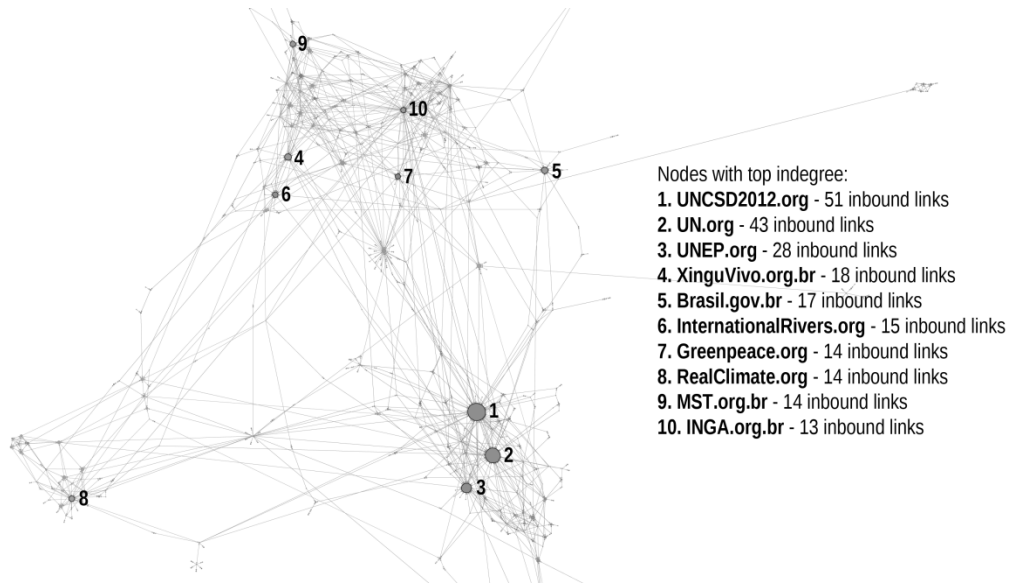 9
10
4
7
5
6
Nodes with top indegree:
1. UNCSD2012.org - 51 inbound links
2. UN.org - 43 inbound links
3. UNEP.org - 28 inbound links
4. XinguVivo.org.br - 18 inbound links
5. Brasil.gov.br - 17 inbound links
6. InternationalRivers.org - 15 inbound links
7. Greenpeace.org - 14 inbound links
8. RealClimate.org - 14 inbound links
9. MST.org.br - 14 inbound links
10. INGA.org.br - 13 inbound links
1
2
3
8